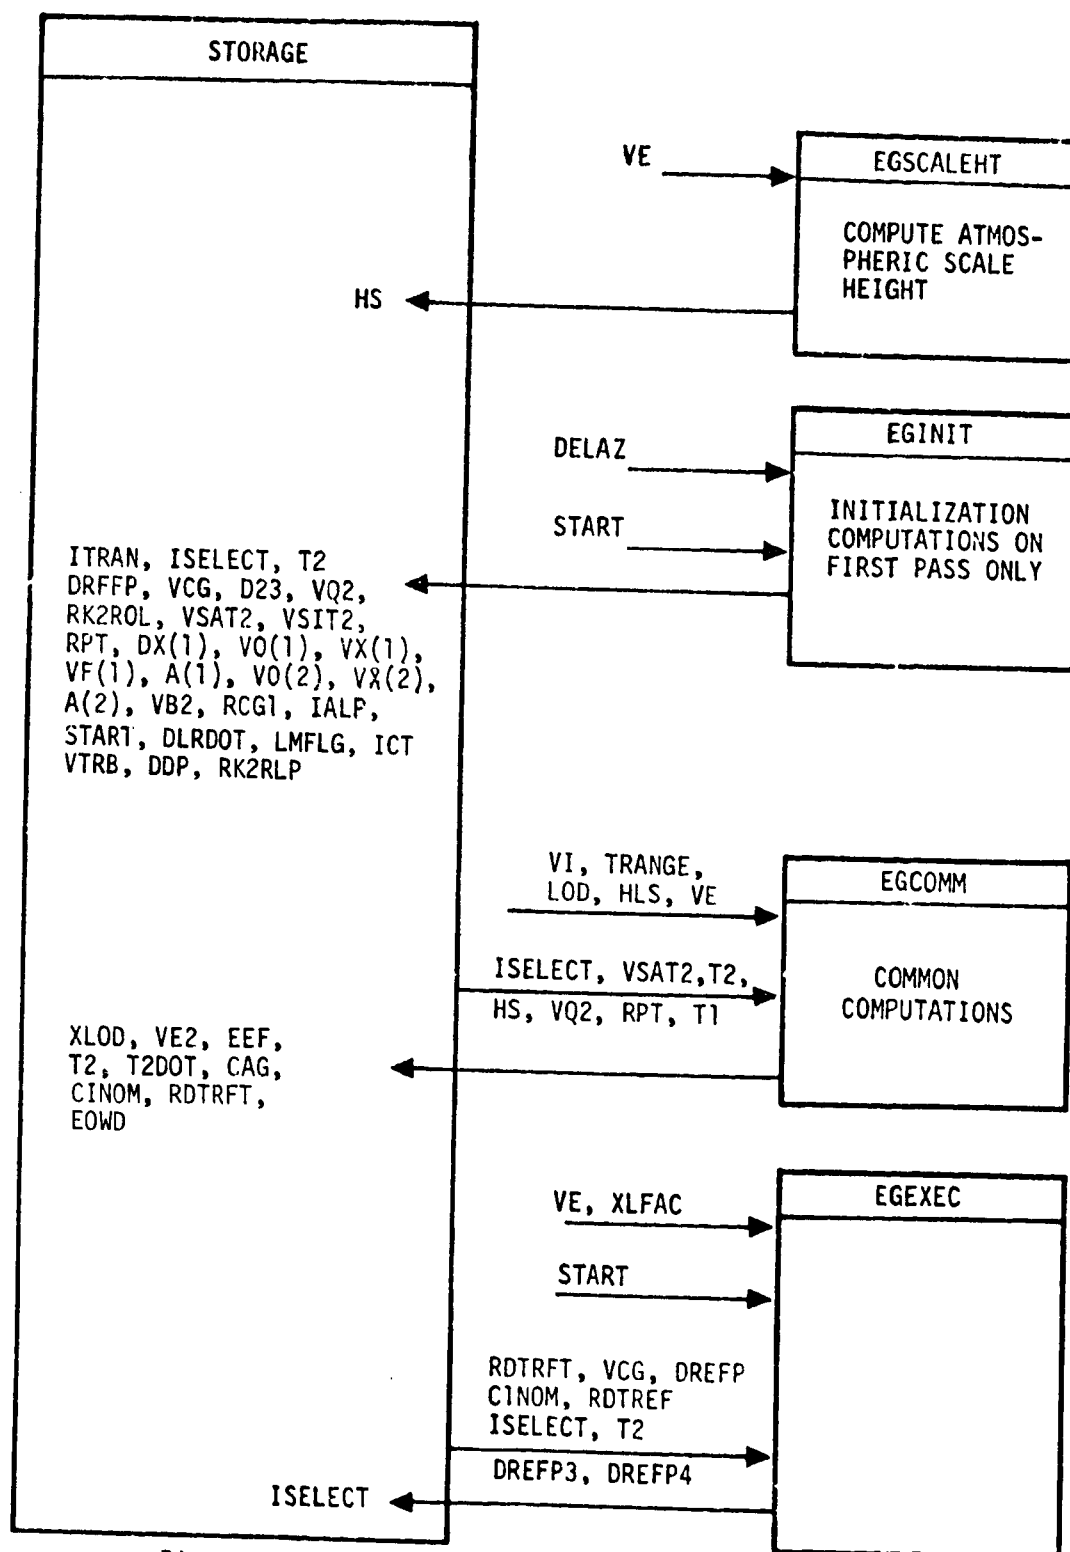 STORAGE
VE
EGSCALEHT
COMPUTE ATMOS-
PHERIC SCALE
HEIGHT
HS
EGINIT
DELAZ
START
INITIALIZATION
COMPUTATIONS ON
FIRST PASS ONLY
ITRAN, ISELECT, T2
DRFFP, VCG, D23, VQ2,
RK2ROL, VSAT2, VSIT2,
RPT, DX(1), VO(1), VX(1),
VF(1), A(1), VO(2), VX(2),
A(2), VB2, RCG1, IALP,
START, DLRDOT, LMFLG, ICT
VTRB, DDP, RK2RLP
VI, TRANGE,
LOD, HLS, VE
EGCOMM
ISELECT, VSAT2,T2,
HS, VQ2, RPT, T1
COMMON
COMPUTATIONS
XLOD, VE2, EEF,
T2, T2DOT, CAG,
CINOM, RDTRFT,
EOWD
EGEXEC
VE, XLFAC
START
RDTRFT, VCG, DREFP
C1NOM, RDTREF
ISELECT, T2
DREFP3, DREFP4
ISELECT